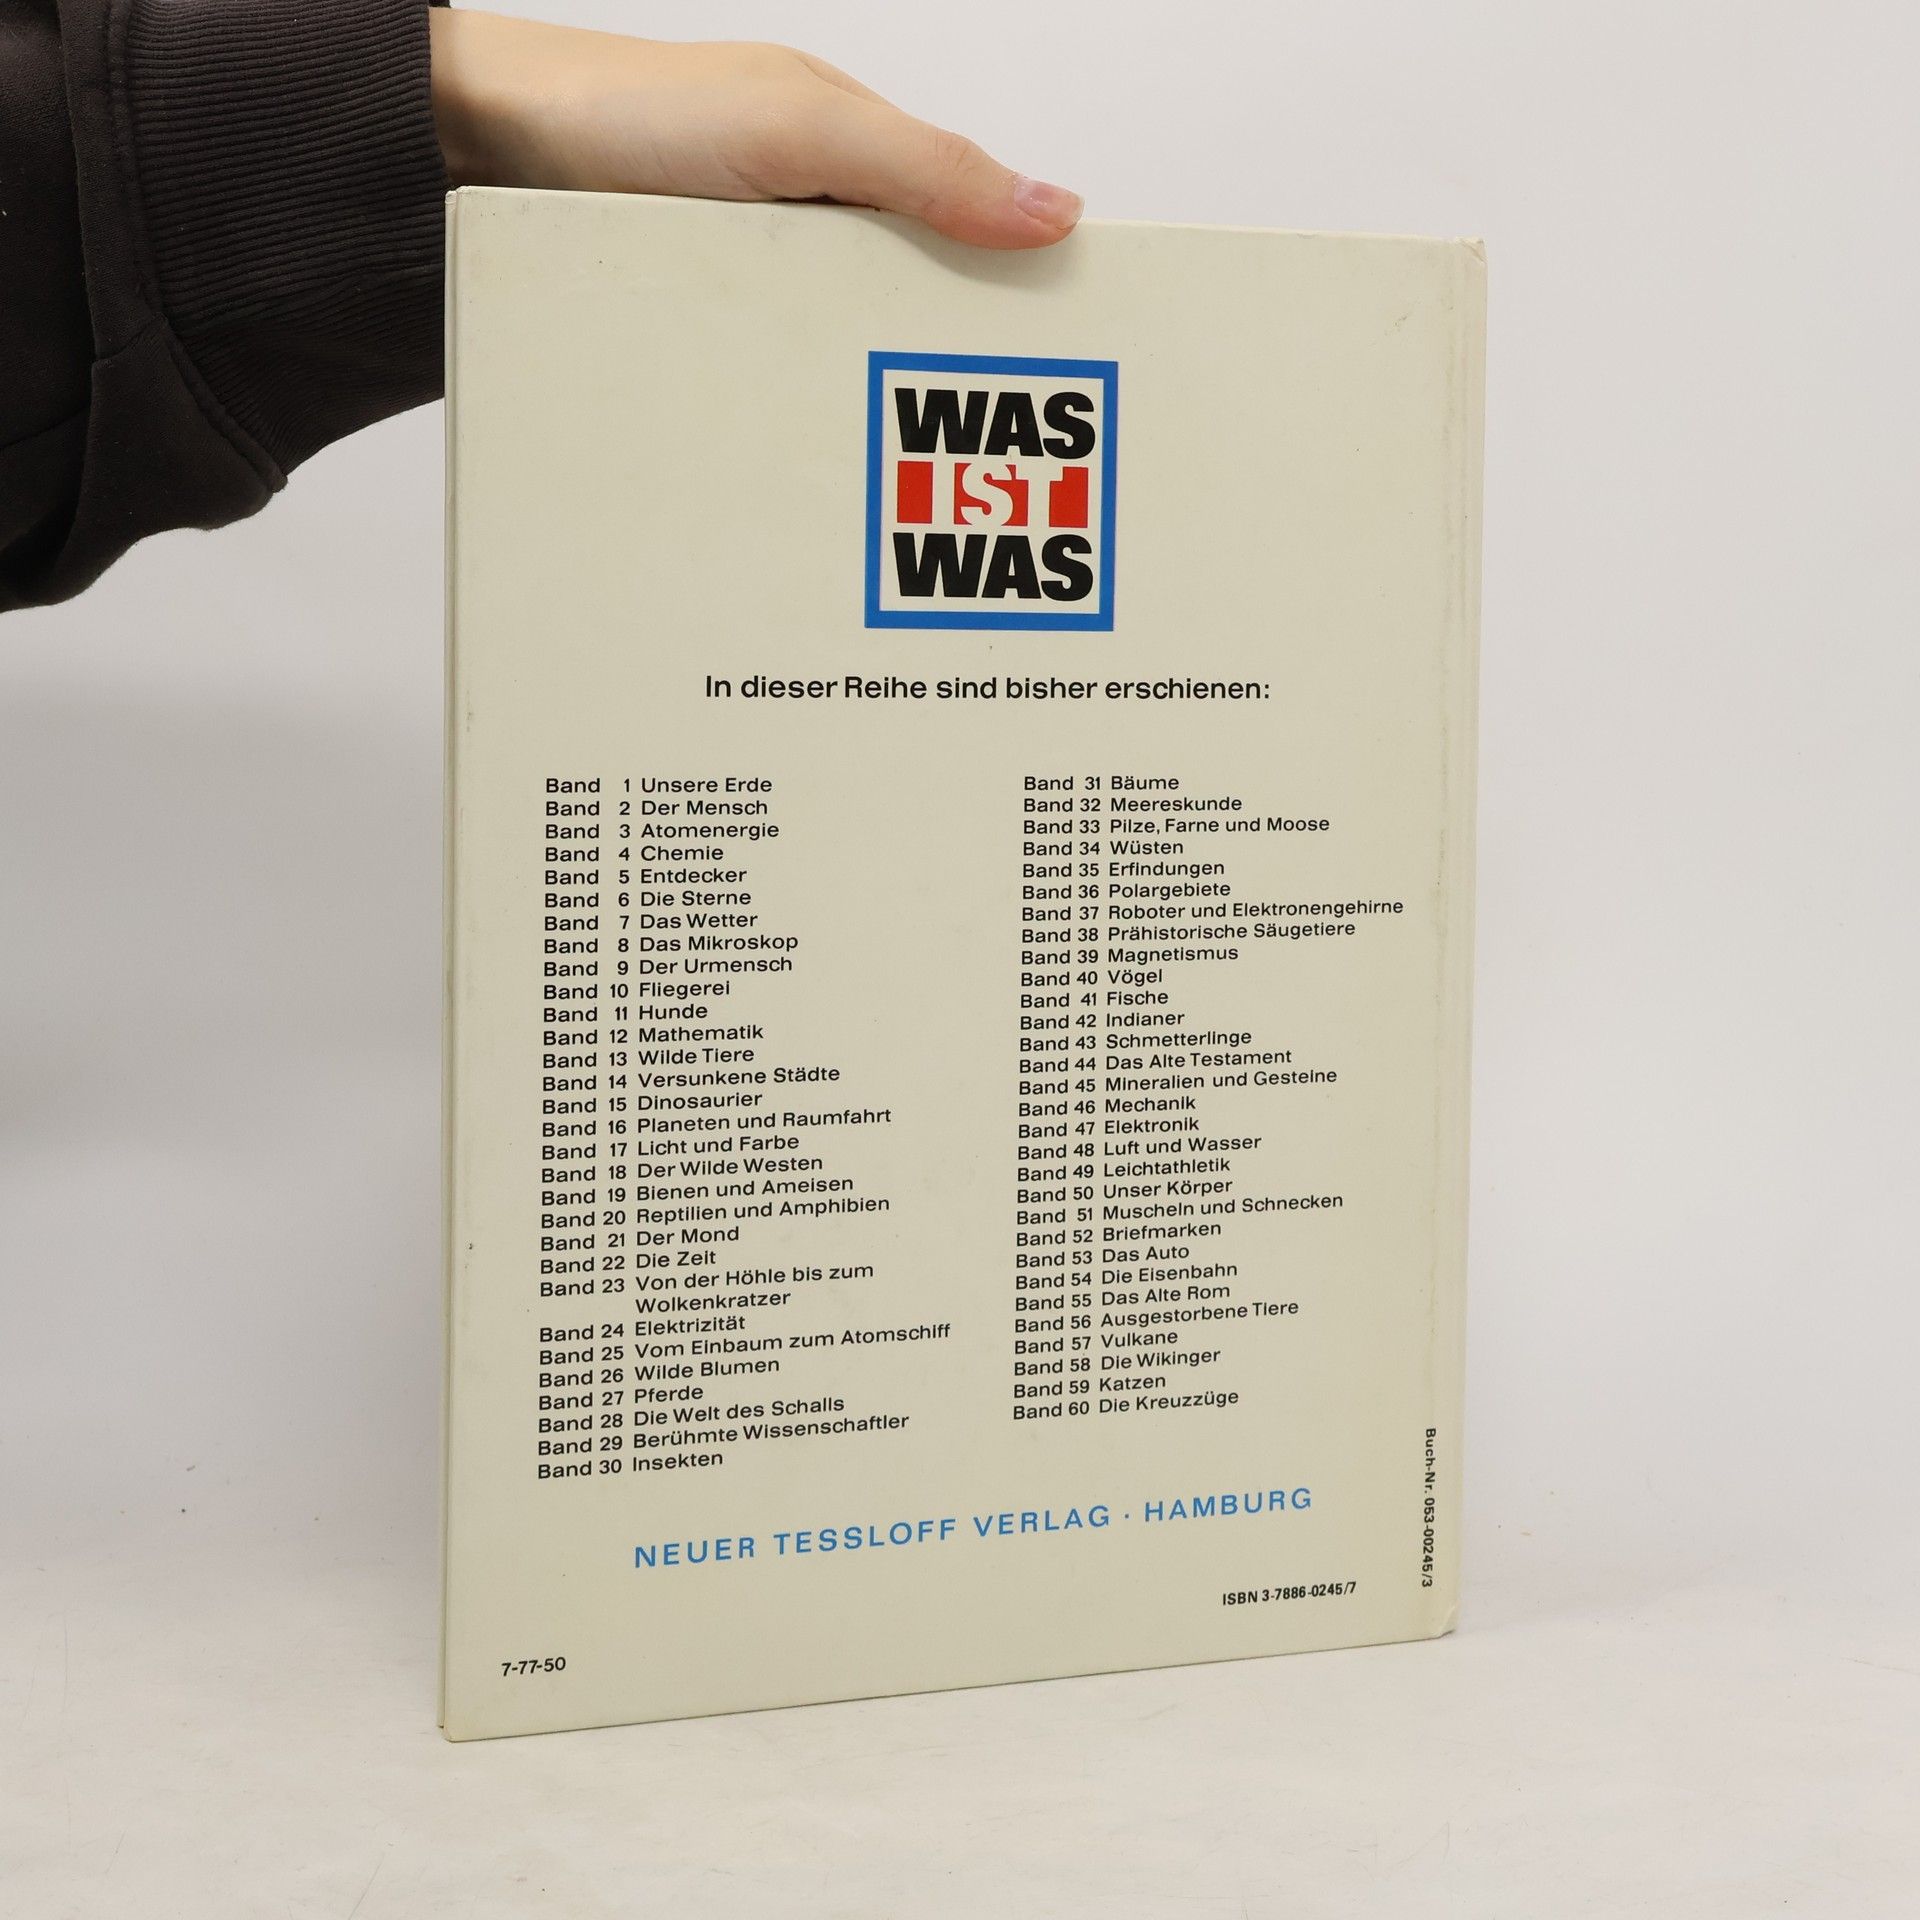 WAS
IST
WAS
In dieser Reihe sind bisher erschienen:
Band 1 Unsere Erde
Band 2 Der Mensch
Band 3 Atomenergie
Band 4 Chemie
Band 5 Entdecker
Band 6 Die Sterne
Band 7 Das Wetter
Band 8 Das Mikroskop
Band 9 Der Urmensch
Band 10 Fliegerei
Band 11 Hunde
Band 12 Mathematik
Band 13 Wilde Tiere
Band 14 Versunkene Städte
Band 15 Dinosaurier
Band 16 Planeten und Raumfahrt
Band 17 Licht und Farbe
Band 18 Der Wilde Westen
Band 19 Bienen und Ameisen
Band 20 Reptilien und Amphibien
Band 21 Der Mond
Band 22 Die Zeit
Band 23 Von der Höhle bis zum
Wolkenkratzer
Band 24 Elektrizität
Band 25 Vom Einbaum zum Atomschiff
Band 26 Wilde Blumen
Band 27 Pferde
Band 28 Die Welt des Schalls
Band 29 Berühmte Wissenschaftler
Band 30 Insekten
Band 31 Bäume
Band 32 Meereskunde
Band 33 Pilze, Farne und Moose
Band 34 Wüsten
Band 35 Erfindungen
Band 36 Polargebiete
Band 37 Roboter und Elektronengehirne
Band 38 Prähistorische Säugetiere
Band 39 Magnetismus
Band 40 Vögel
Band 41 Fische
Band 42 Indianer
Band 43 Schmetterlinge
Band 44 Das Alte Testament
Band 45 Mineralien und Gesteine
Band 46 Mechanik
Band 47 Elektronik
Band 48 Luft und Wasser
Band 49 Leichtathletik
Band 50 Unser Körper
Band 51 Muscheln und Schnecken
Band 52 Briefmarken
Band 53 Das Auto
Band 54 Die Eisenbahn
Band 55 Das Alte Rom
Band 56 Ausgestorbene Tiere
Band 57 Vulkane
Band 58 Die Wikinger
Band 59 Katzen
Band 60 Die Kreuzzüge
NEUER TESSLOFF VERLAG · HAMBURG
Buch-Nr. 053-00245/3
ISBN 3-7886-0245/7
7-77-50